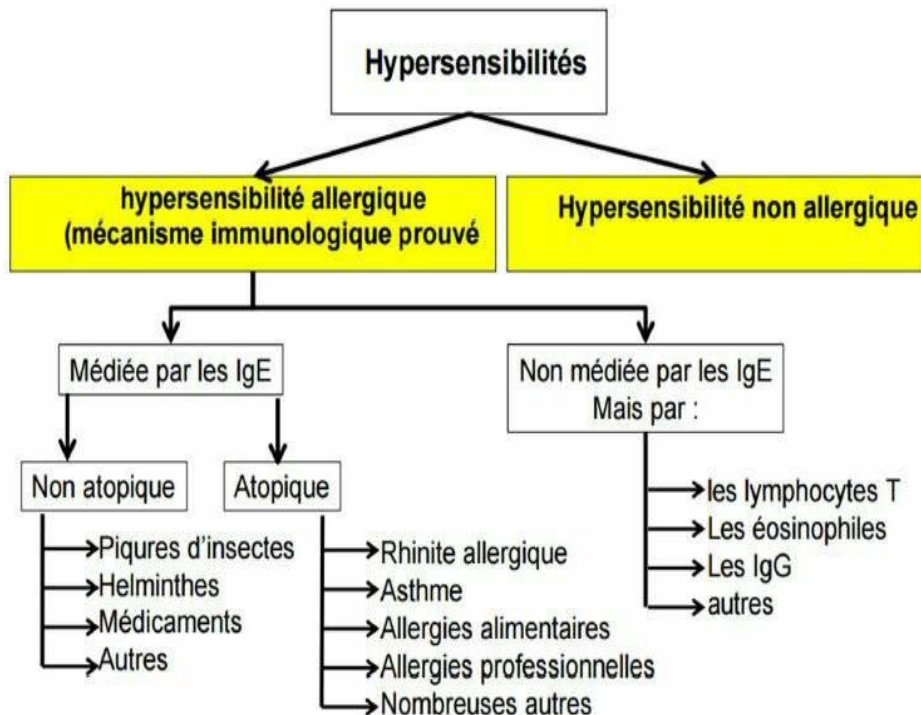 Hypersensibilités
hypersensibilité allergique
(mécanisme immunologique prouvé
Hypersensibilité non allergique
Médiée par les IgE
Non médiée par les IgE
Mais par :
Non atopique
Atopique
Piqures d'insectes
Helminthes
Médicaments
Autres
Rhinite allergique
Asthme
Allergies alimentaires
Allergies professionnelles
Nombreuses autres
les lymphocytes T
Les éosinophiles
Les IgG
autres